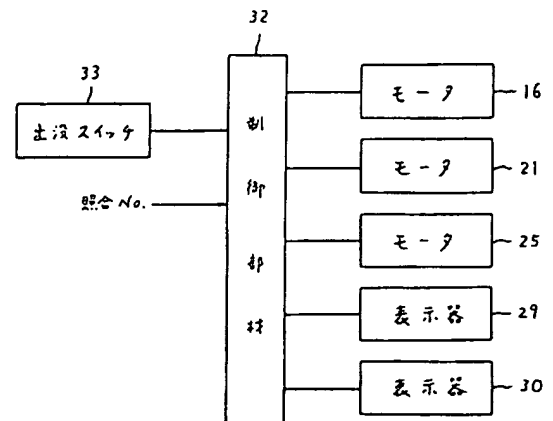 32
33
出没スイッチ
照合No.
制御部材
モータ
16
モータ
21
モータ
25
表示器
29
表示器
30